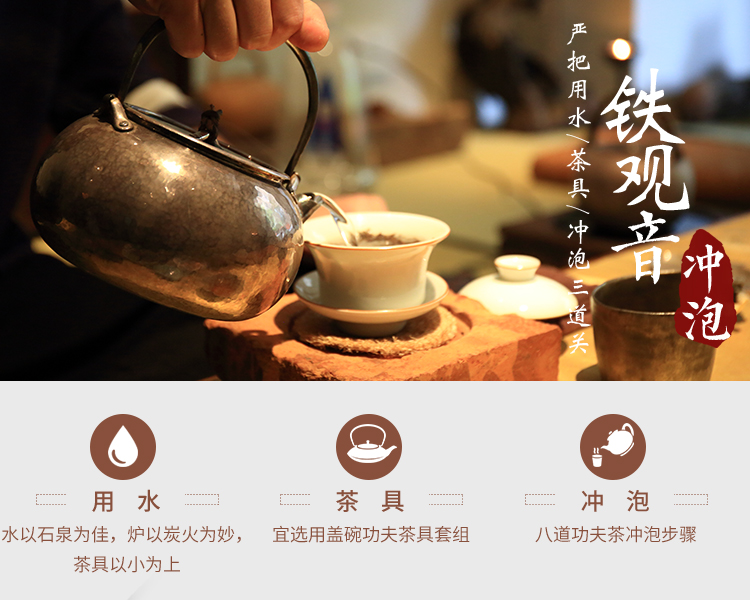 铁观音
冲泡
严把用水/茶具/冲泡三道关
用水
水以石泉为佳，炉以炭火为妙，
茶具以小为上
茶具
宜选用盖碗功夫茶具套组
冲泡
八道功夫茶冲泡步骤